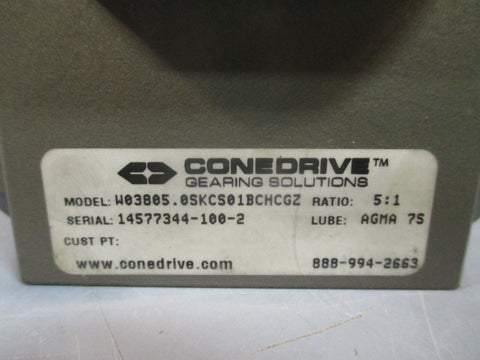 CONEDRIVE™
GEARING SOLUTIONS
MODEL: W03805.0SKCS01BCHCGZ RATIO: 5:1
SERIAL: 14577344-100-2 LUBE: AGMA 7S
CUST PT:
www.conedrive.com 888-994-2663